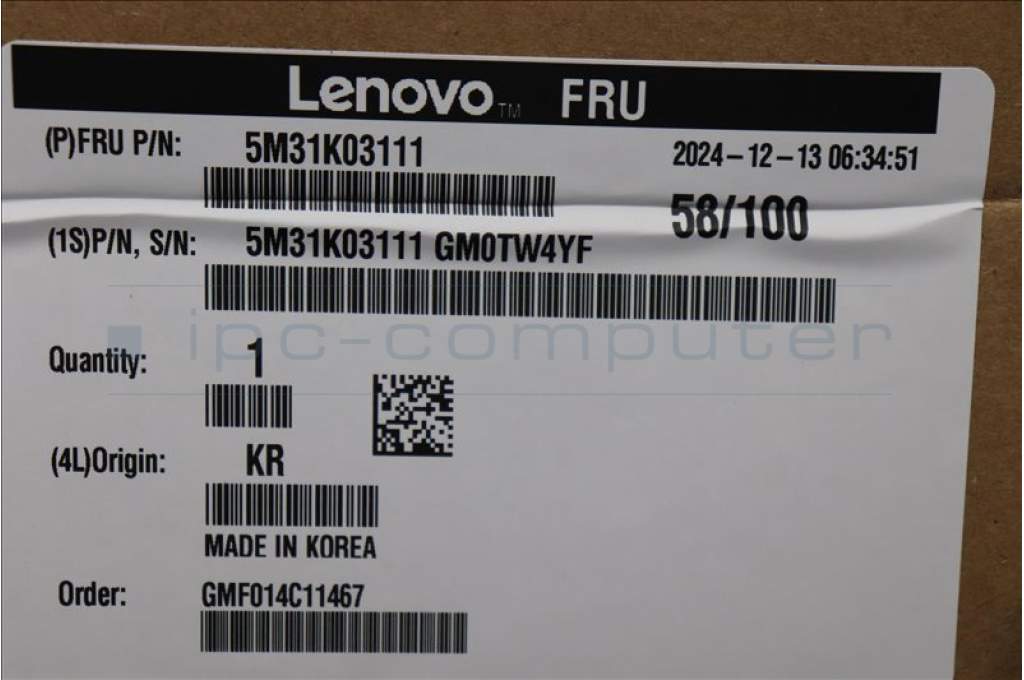 Lenovo™ FRU
(P)FRU P/N: 5M31K03111
2024-12-13 06:34:51
58/100
(1S)P/N, S/N: 5M31K03111 GM0TW4YF
ipc-computer
Quantity: 1
(4L)Origin: KR
MADE IN KOREA
Order: GMF014C11467